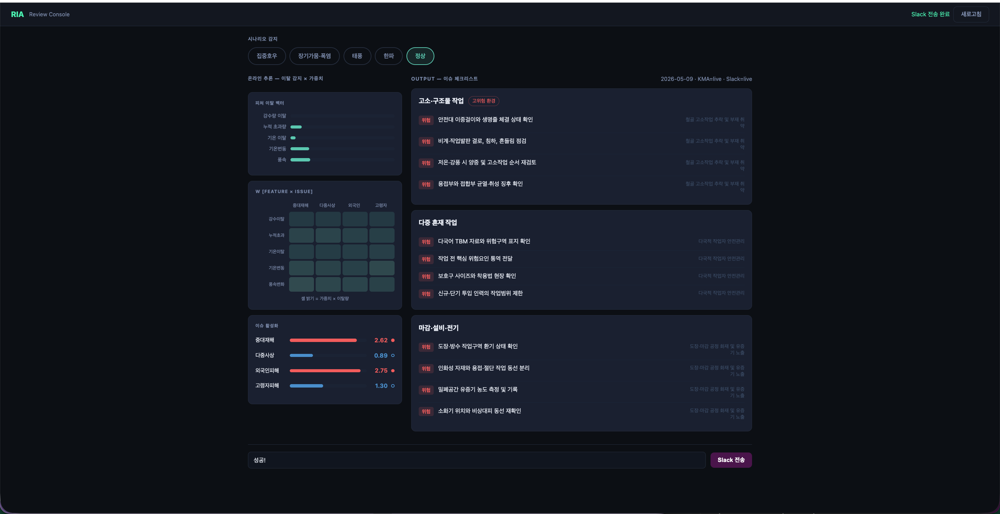 RIA Review Console
Slack 전송 완료
새로고침
시나리오 감지
집중호우
장기가뭄·폭염
태풍
한파
정상
온라인 추론 — 이탈 감지 × 가중치
피처 이탈 벡터
강수량 이탈
누적 초과량
기온 이탈
기온변동
풍속
W [FEATURE × ISSUE]
중대재해 다중사상 외국인 고령자
강수이탈
누적초과
기온이탈
기온변동
풍속변화
셀 밝기 = 가중치 × 이탈량
이슈 활성화
중대재해 2.62
다중사상 0.89
외국인피해 2.75
고령자피해 1.30
OUTPUT — 이슈 체크리스트
2026-05-09 · KMA=live · Slack=live
고소·구조물 작업 고위험 환경
위험 안전대 이중걸이와 생명줄 체결 상태 확인 철골 고소작업 추락 및 부재 취
약
위험 비계·작업발판 결로, 침하, 흔들림 점검 철골 고소작업 추락 및 부재 취
약
위험 저온·강풍 시 양중 및 고소작업 순서 재검토 철골 고소작업 추락 및 부재 취
약
위험 용접부와 접합부 균열·취성 징후 확인 철골 고소작업 추락 및 부재 취
약
다중 혼재 작업
위험 다국어 TBM 자료와 위험구역 표지 확인 다국적 작업자 안전관리
위험 작업 전 핵심 위험요인 통역 전달 다국적 작업자 안전관리
위험 보호구 사이즈와 착용법 현장 확인 다국적 작업자 안전관리
위험 신규·단기 투입 인력의 작업범위 제한 다국적 작업자 안전관리
마감·설비·전기
위험 도장·방수 작업구역 환기 상태 확인 도장·마감 공정 화재 및 유증
기 노출
위험 인화성 자재와 용접·절단 작업 동선 분리 도장·마감 공정 화재 및 유증
기 노출
위험 밀폐공간 유증기 농도 측정 및 기록 도장·마감 공정 화재 및 유증
기 노출
위험 소화기 위치와 비상대피 동선 재확인 도장·마감 공정 화재 및 유증
기 노출
성공!
Slack 전송